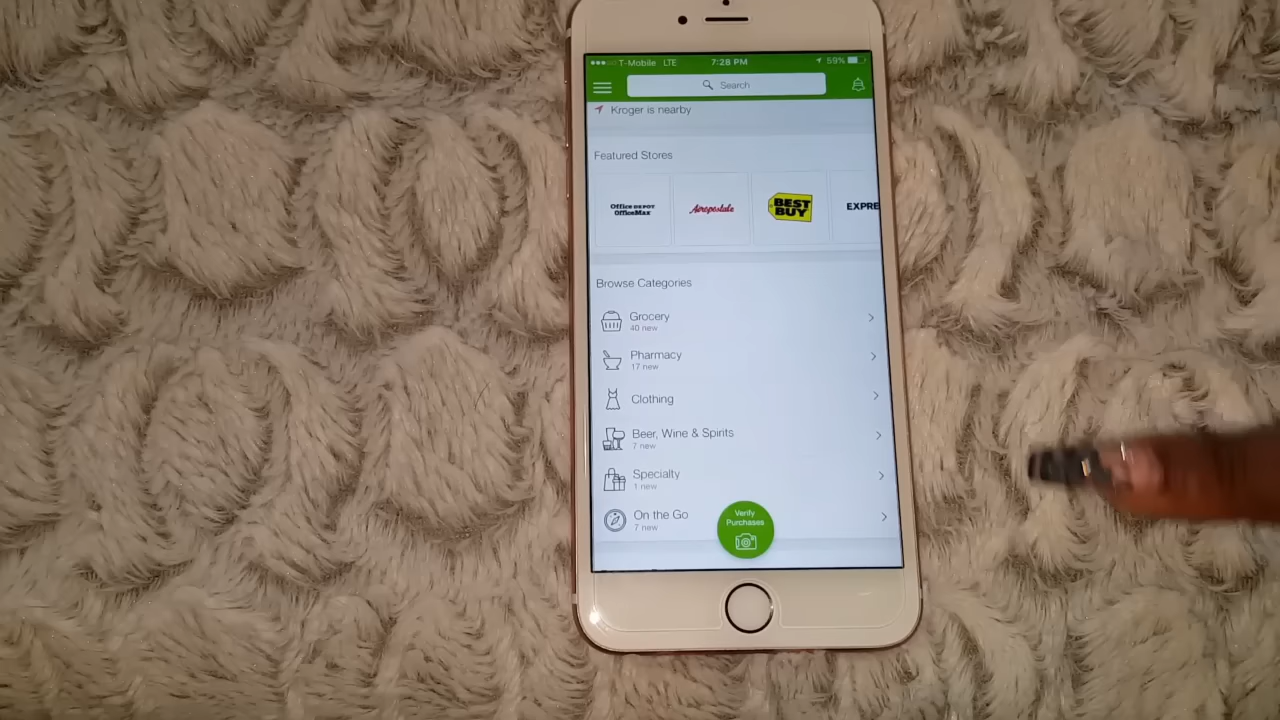 T-Mobile LTE 7:28 PM 59%
Search
Kroger is nearby
Featured Stores
Office DEPOT
OfficeMax
Aéropostale
BEST
BUY
EXPRE
Browse Categories
Grocery
40 new
Pharmacy
17 new
Clothing
Beer, Wine & Spirits
7 new
Specialty
1 new
On the Go
7 new
Verify
Purchases